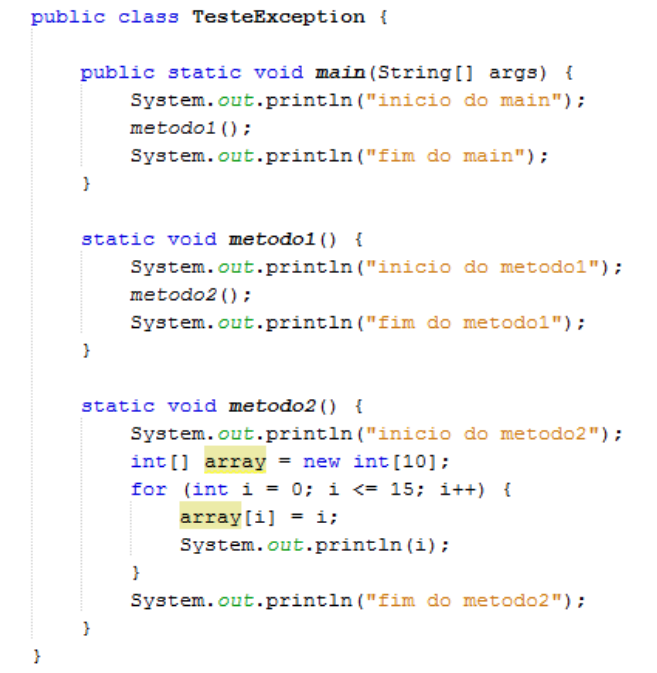 public class TesteException {
public static void main(String[] args) {
System.out.println("inicio do main");
metodo1();
System.out.println("fim do main");
}
static void metodo1() {
System.out.println("inicio do metodo1");
metodo2();
System.out.println("fim do metodo1");
}
static void metodo2() {
System.out.println("inicio do metodo2");
int[] array = new int[10];
for (int i = 0; i <= 15; i++) {
array[i] = i;
System.out.println(i);
}
System.out.println("fim do metodo2");
}
}